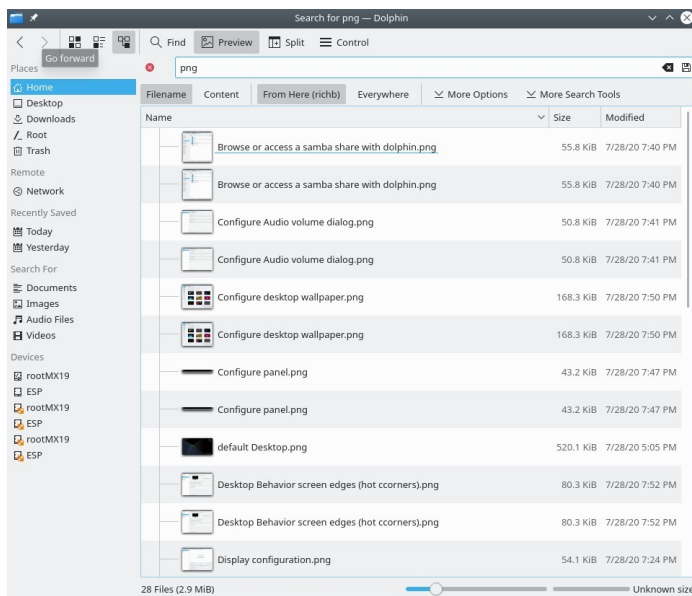 Search for png — Dolphin
Find Preview Split Control
Go forward
Places
png
Home
Desktop
Downloads
Root
Trash
Remote
Network
Recently Saved
Today
Yesterday
Search For
Documents
Images
Audio Files
Videos
Devices
rootMX19
ESP
rootMX19
ESP
rootMX19
ESP
Filename Content From Here (richb) Everywhere More Options More Search Tools
Name Size Modified
Browse or access a samba share with dolphin.png 55.8 KiB 7/28/20 7:40 PM
Browse or access a samba share with dolphin.png 55.8 KiB 7/28/20 7:40 PM
Configure Audio volume dialog.png 50.8 KiB 7/28/20 7:41 PM
Configure Audio volume dialog.png 50.8 KiB 7/28/20 7:41 PM
Configure desktop wallpaper.png 168.3 KiB 7/28/20 7:50 PM
Configure desktop wallpaper.png 168.3 KiB 7/28/20 7:50 PM
Configure panel.png 43.2 KiB 7/28/20 7:47 PM
Configure panel.png 43.2 KiB 7/28/20 7:47 PM
default Desktop.png 520.1 KiB 7/28/20 5:05 PM
Desktop Behavior screen edges (hot ccorners).png 80.3 KiB 7/28/20 7:52 PM
Desktop Behavior screen edges (hot ccorners).png 80.3 KiB 7/28/20 7:52 PM
Display configuration.png 54.1 KiB 7/28/20 7:24 PM
28 Files (2.9 MiB) Unknown size